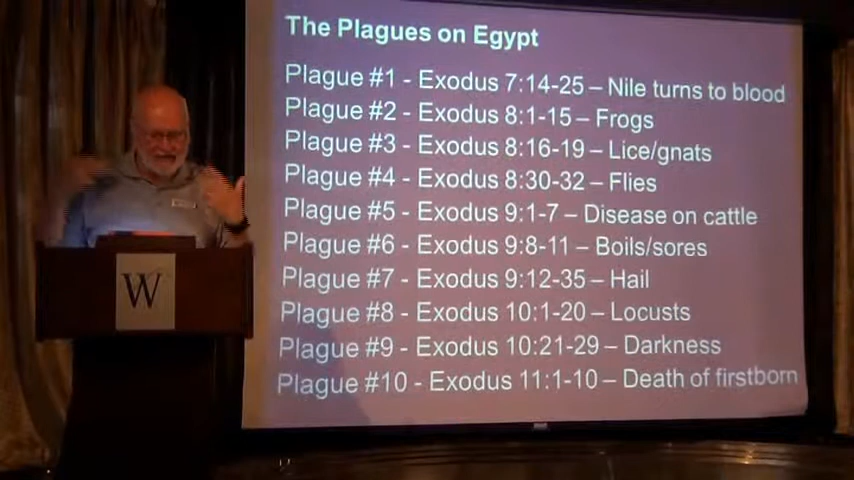 The Plagues on Egypt
Plague #1 - Exodus 7:14-25 – Nile turns to blood
Plague #2 - Exodus 8:1-15 – Frogs
Plague #3 - Exodus 8:16-19 – Lice/gnats
Plague #4 - Exodus 8:30-32 – Flies
Plague #5 - Exodus 9:1-7 – Disease on cattle
Plague #6 - Exodus 9:8-11 – Boils/sores
Plague #7 - Exodus 9:12-35 – Hail
Plague #8 - Exodus 10:1-20 – Locusts
Plague #9 - Exodus 10:21-29 – Darkness
Plague #10 - Exodus 11:1-10 – Death of firstborn
W